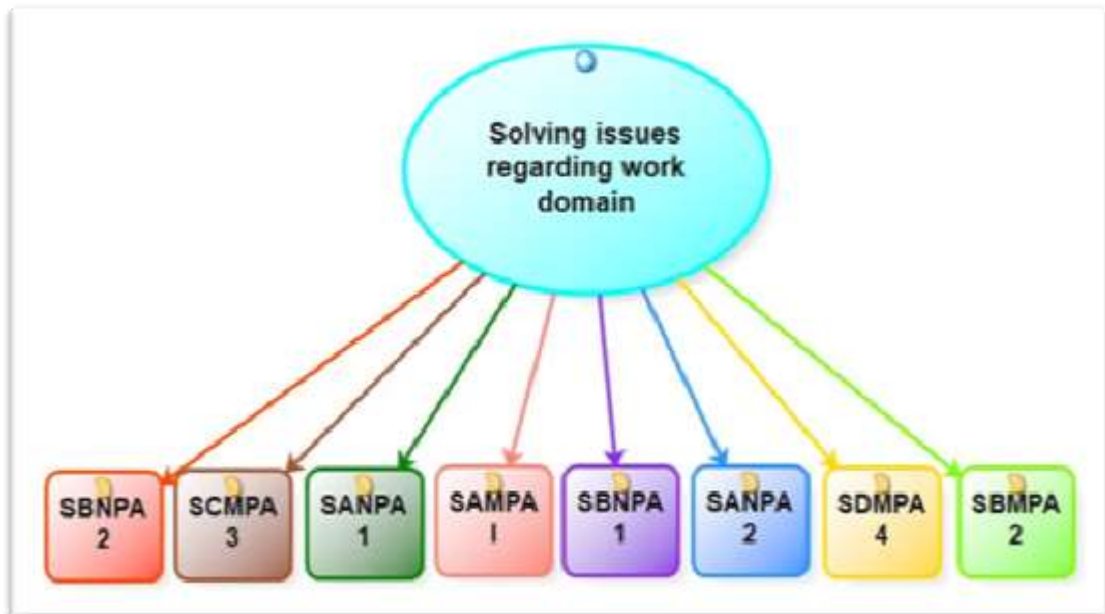 Solving issues
regarding work
domain
SBNPA
2
SCMPA
3
SANPA
1
SAMPA
I
SBNPA
1
SANPA
2
SDMPA
4
SBMPA
2